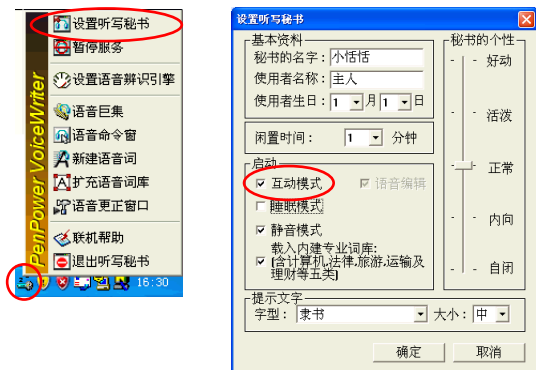 设置听写秘书
暂停服务
设置语音辨识引擎
语音巨集
语音命令窗
新建语音词
扩充语音词库
语音更正窗口
联机帮助
退出听写秘书
PenPower VoiceWriter
16:30
设置听写秘书
基本资料
秘书的名字：小恬恬
使用者名称：主人
使用者生日：1月1日
闲置时间：1分钟
启动
互动模式 语音编辑
睡眠模式
静音模式
载入内建专业词库：
(含计算机,法律,旅游,运输及
理财等五类)
秘书的个性
好动
活泼
正常
内向
自闭
提示文字
字型：隶书 大小：中
确定 取消